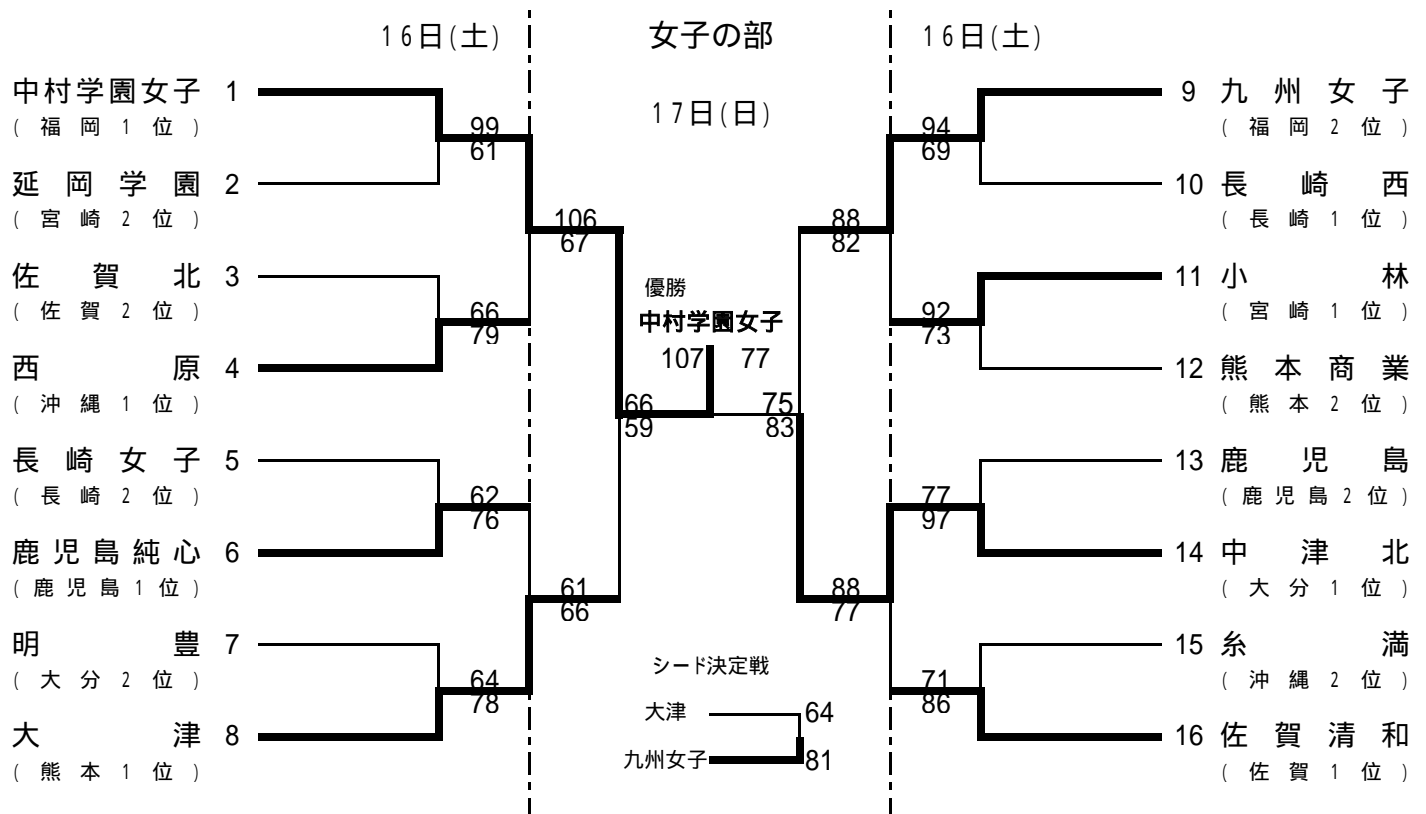 16日(土)
女子の部
16日(土)
17日(日)
中村学園女子 1
(福岡1位)
延岡学園 2
(宮崎2位)
佐賀北 3
(佐賀2位)
西原 4
(沖縄1位)
長崎女子 5
(長崎2位)
鹿児島純心 6
(鹿児島1位)
明豊 7
(大分2位)
大津 8
(熊本1位)
99
61
66
79
62
76
64
78
106
67
61
66
66
59
優勝
中村学園女子
107 77
75
83
88
82
88
77
94
69
92
73
77
97
71
86
シード決定戦
大津 64
九州女子 81
9 九州女子
(福岡2位)
10 長崎西
(長崎1位)
11 小林
(宮崎1位)
12 熊本商業
(熊本2位)
13 鹿児島
(鹿児島2位)
14 中津北
(大分1位)
15 糸満
(沖縄2位)
16 佐賀清和
(佐賀1位)